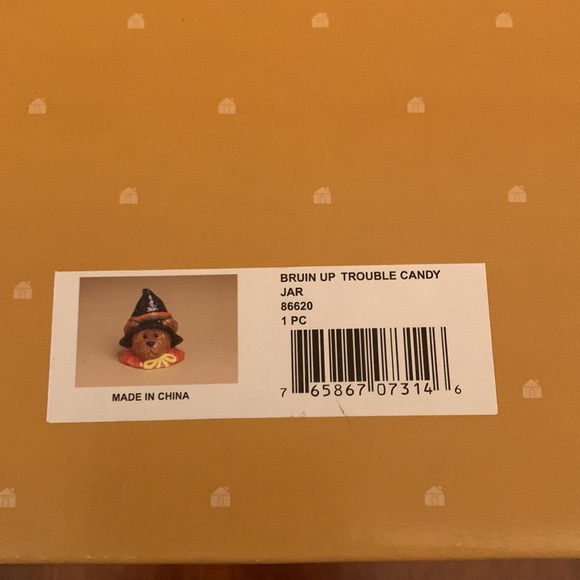 BRUIN UP TROUBLE CANDY
JAR
86620
1 PC
7 65867 07314 6
MADE IN CHINA